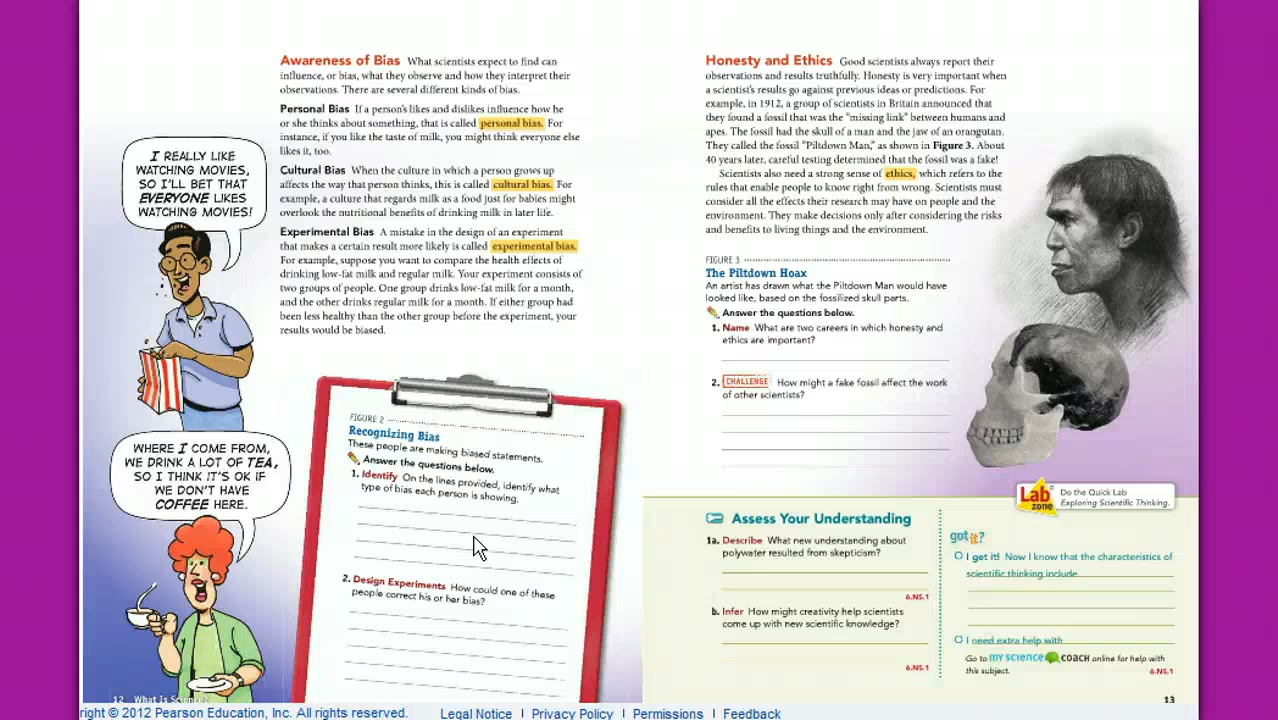 Awareness of Bias What scientists expect to find can
influence, or bias, what they observe and how they interpret their
observations. There are several different kinds of bias.
Personal Bias If a person's likes and dislikes influence how he
or she thinks about something, that is called personal bias. For
instance, if you like the taste of milk, you might think everyone else
likes it, too.
Cultural Bias When the culture in which a person grows up
affects the way that person thinks, this is called cultural bias. For
example, a culture that regards milk as a food just for babies might
overlook the nutritional benefits of drinking milk in later life.
Experimental Bias A mistake in the design of an experiment
that makes a certain result more likely is called experimental bias.
For example, suppose you want to compare the health effects of
drinking low-fat milk and regular milk. Your experiment consists of
two groups of people. One group drinks low-fat milk for a month,
and the other drinks regular milk for a month. If either group had
been less healthy than the other group before the experiment, your
results would be biased.
I REALLY LIKE
WATCHING MOVIES,
SO I'LL BET THAT
EVERYONE LIKES
WATCHING MOVIES!
WHERE I COME FROM,
WE DRINK A LOT OF TEA,
SO I THINK IT'S OK IF
WE DON'T HAVE
COFFEE HERE.
FIGURE 2
Recognizing Bias
These people are making biased statements.
Answer the questions below.
1. Identify On the lines provided, identify what
type of bias each person is showing.
2. Design Experiments How could one of these
people correct his or her bias?
12 What Is Science?
Honesty and Ethics Good scientists always report their
observations and results truthfully. Honesty is very important when
a scientist's results go against previous ideas or predictions. For
example, in 1912, a group of scientists in Britain announced that
they found a fossil that was the "missing link" between humans and
apes. The fossil had the skull of a man and the jaw of an orangutan.
They called the fossil "Piltdown Man," as shown in Figure 3. About
40 years later, careful testing determined that the fossil was a fake!
Scientists also need a strong sense of ethics, which refers to the
rules that enable people to know right from wrong. Scientists must
consider all the effects their research may have on people and the
environment. They make decisions only after considering the risks
and benefits to living things and the environment.
FIGURE 3
The Piltdown Hoax
An artist has drawn what the Piltdown Man would have
looked like, based on the fossilized skull parts.
Answer the questions below.
1. Name What are two careers in which honesty and
ethics are important?
2. CHALLENGE How might a fake fossil affect the work
of other scientists?
Lab zone Do the Quick Lab
Exploring Scientific Thinking.
Assess Your Understanding
1a. Describe What new understanding about
polywater resulted from skepticism?
6.NS.1
b. Infer How might creativity help scientists
come up with new scientific knowledge?
6.NS.1
got it?
I get it! Now I know that the characteristics of
scientific thinking include
I need extra help with
Go to my science COACH online for help with
this subject.
6.NS.1
13
right © 2012 Pearson Education, Inc. All rights reserved. Legal Notice | Privacy Policy | Permissions | Feedback